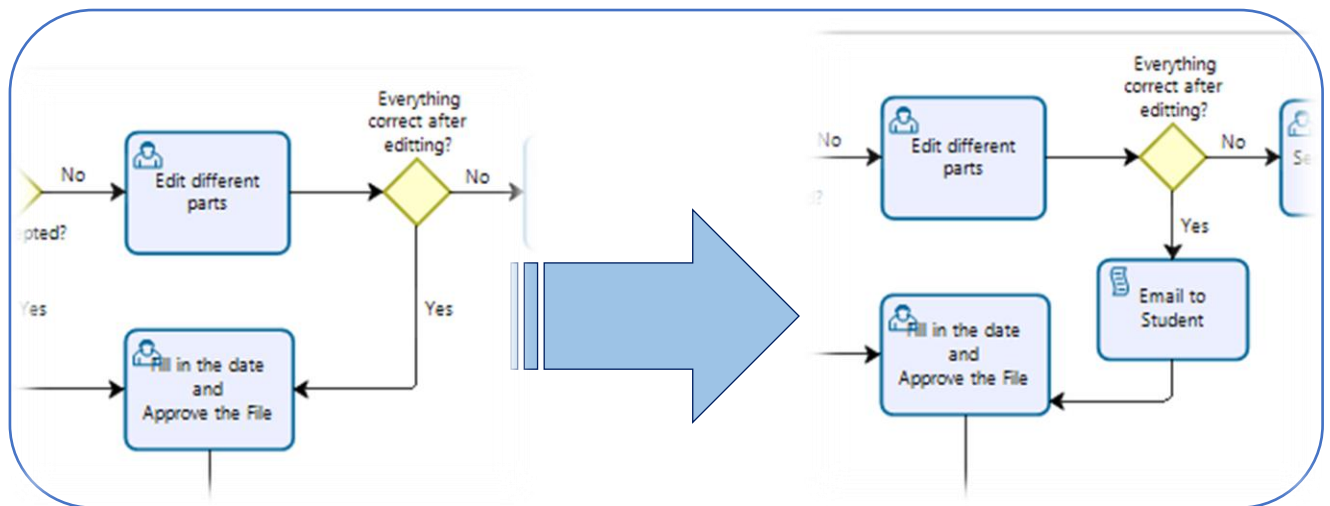 Everything
correct after
editting?
No
Edit different
parts
No
pted?
Yes
Yes
Fill in the date
and
Approve the File
Everything
correct after
editting?
No
Edit different
parts
No
Se
Yes
Email to
Student
Fill in the date
and
Approve the File